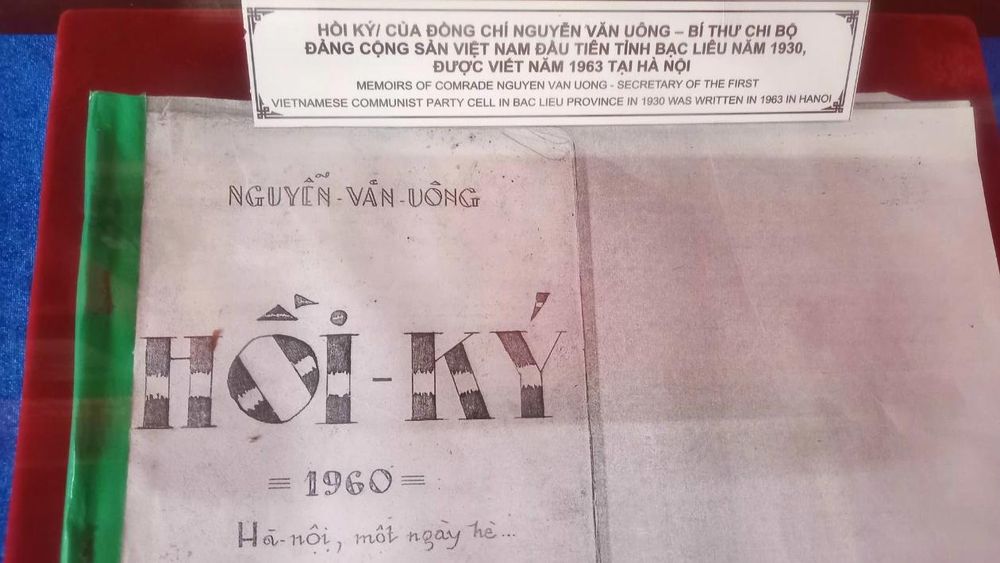 HỒI KÝ/ CỦA ĐỒNG CHÍ NGUYỄN VĂN UÔNG – BÍ THƯ CHI BỘ
ĐẢNG CỘNG SẢN VIỆT NAM ĐẦU TIÊN TỈNH BẠC LIÊU NĂM 1930,
ĐƯỢC VIẾT NĂM 1963 TẠI HÀ NỘI
MEMOIRS OF COMRADE NGUYEN VAN UONG - SECRETARY OF THE FIRST
VIETNAMESE COMMUNIST PARTY CELL IN BAC LIEU PROVINCE IN 1930 WAS WRITTEN IN 1963 IN HANOI
NGUYỄN-VĂN-UÔNG
HỒI-KÝ
= 1960 =
Hà-nội, một ngày hè...